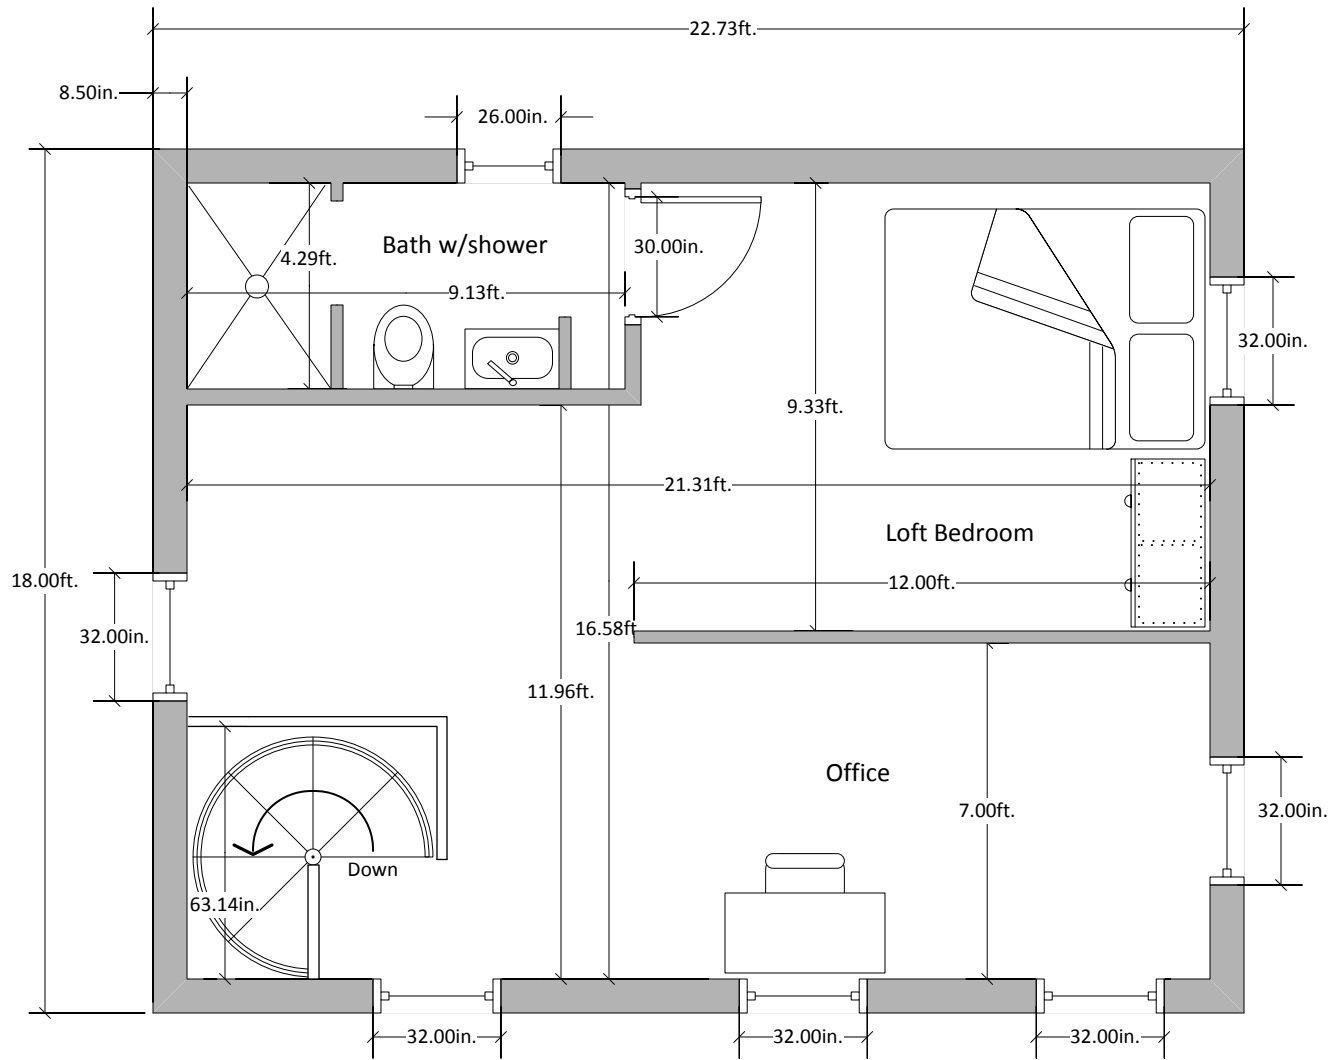 22.73ft.
8.50in.
26.00in.
Bath w/shower
30.00in.
4.29ft.
9.13ft.
32.00in.
9.33ft.
21.31ft.
Loft Bedroom
18.00ft.
12.00ft.
32.00in.
16.58ft
11.96ft.
Office
7.00ft.
32.00in.
Down
63.14in.
32.00in.
32.00in.
32.00in.